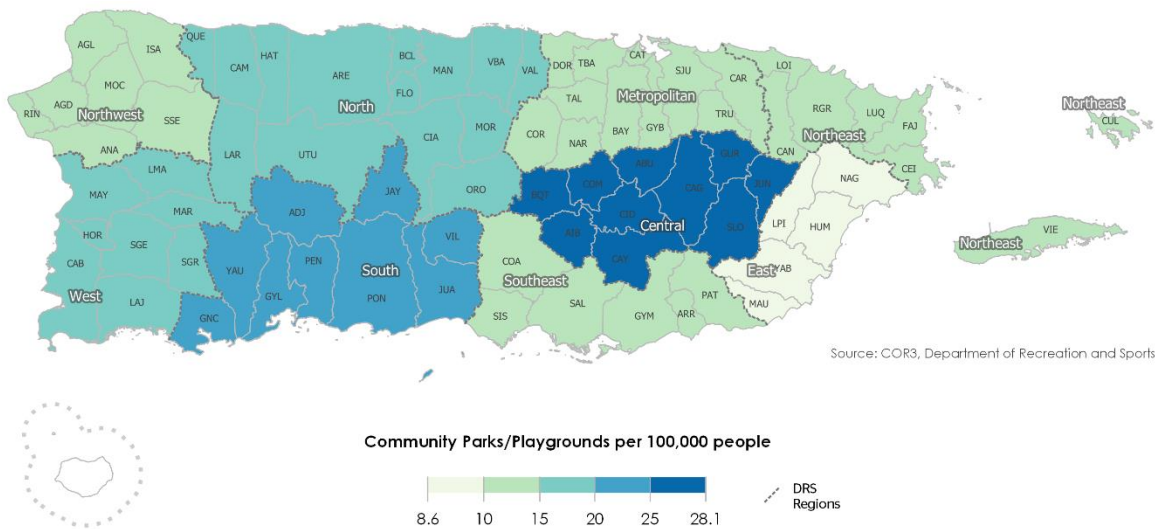 QUE
AGL
ISA
CAM
HAT
ARE
BCL
MAN
VBA
VAL
DOR
TBA
CAT
SJU
CAR
LOI
MOC
FLO
North
TAL
Metropolitan
RGR
LUQ
FAJ
Northeast
CUL
RIN
AGD
Northwest
SSE
CIA
MOR
COR
NAR
BAY
GYB
TRU
Northeast
ANA
LAR
UTU
CAN
CEI
LMA
ORO
BQT
COM
ABU
CAG
GUR
JUN
NAG
MAY
JAY
MAR
ADJ
CID
Central
SLO
LPI
HUM
HOR
SGE
VIL
AIB
VIE
Northeast
CAB
SGR
YAU
PEN
South
COA
Southeast
CAY
East
YAB
West
LAJ
GYL
PON
JUA
SAL
PAT
MAU
GNC
SIS
GYM
ARR
Source: COR3, Department of Recreation and Sports
Community Parks/Playgrounds per 100,000 people
8.6 10 15 20 25 28.1
DRS
Regions